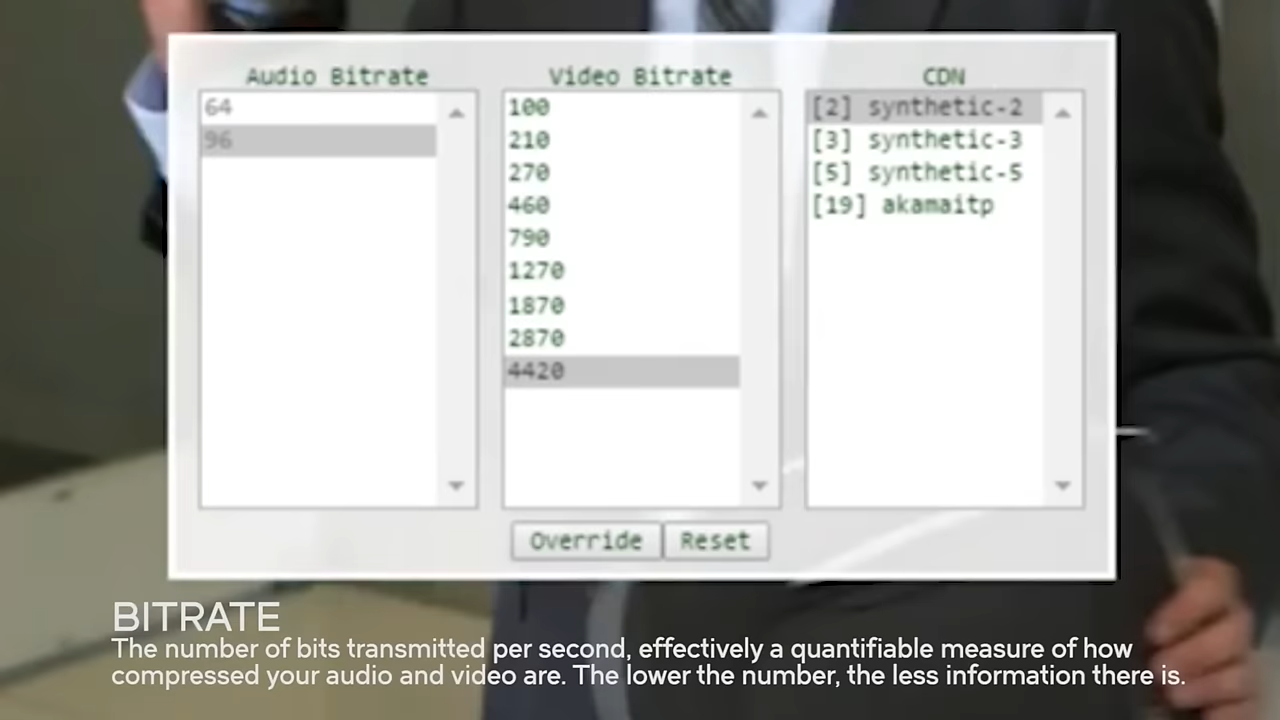 Audio Bitrate
64
96
Video Bitrate
100
210
270
460
790
1270
1870
2870
4420
CDN
[2] synthetic-2
[3] synthetic-3
[5] synthetic-5
[19] akamaitp
Override
Reset
BITRATE
The number of bits transmitted per second, effectively a quantifiable measure of how
compressed your audio and video are. The lower the number, the less information there is.